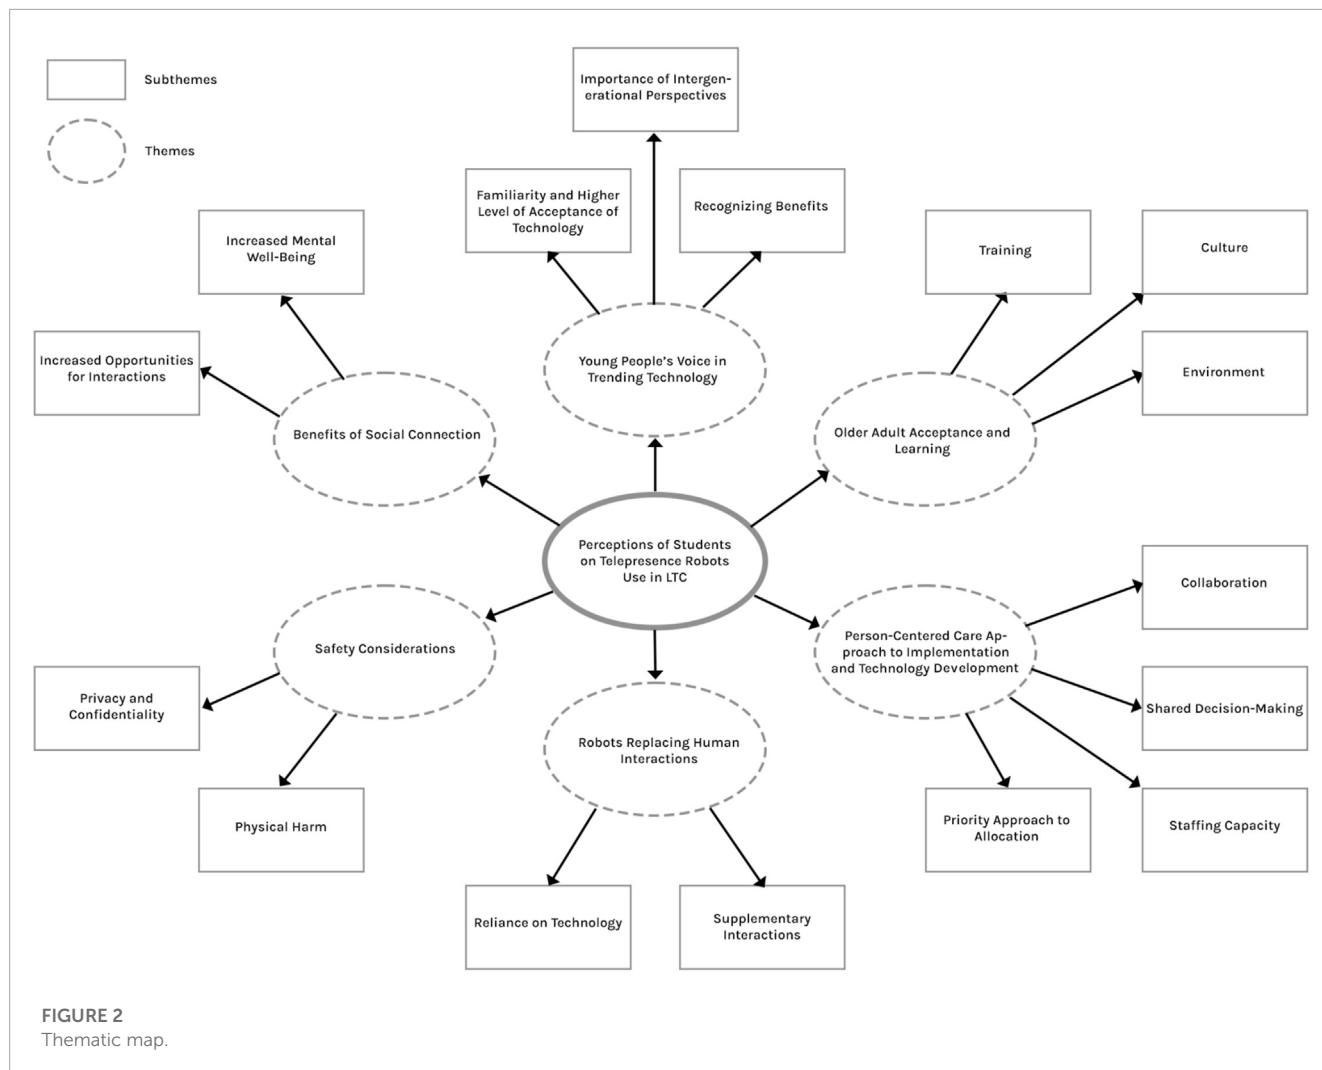 Subthemes
Themes
Importance of Intergen-
erational Perspectives
Familiarity and Higher
Level of Acceptance of
Technology
Recognizing Benefits
Increased Mental
Well-Being
Training
Culture
Increased Opportunities
for Interactions
Young People's Voice in
Trending Technology
Environment
Benefits of Social Connection
Older Adult Acceptance and
Learning
Perceptions of Students
on Telepresence Robots
Use in LTC
Collaboration
Safety Considerations
Person-Centered Care Ap-
proach to Implementation
and Technology Development
Privacy and
Confidentiality
Shared Decision-Making
Robots Replacing Human
Interactions
Physical Harm
Priority Approach to
Allocation
Staffing Capacity
Reliance on Technology
Supplementary
Interactions
FIGURE 2
Thematic map.